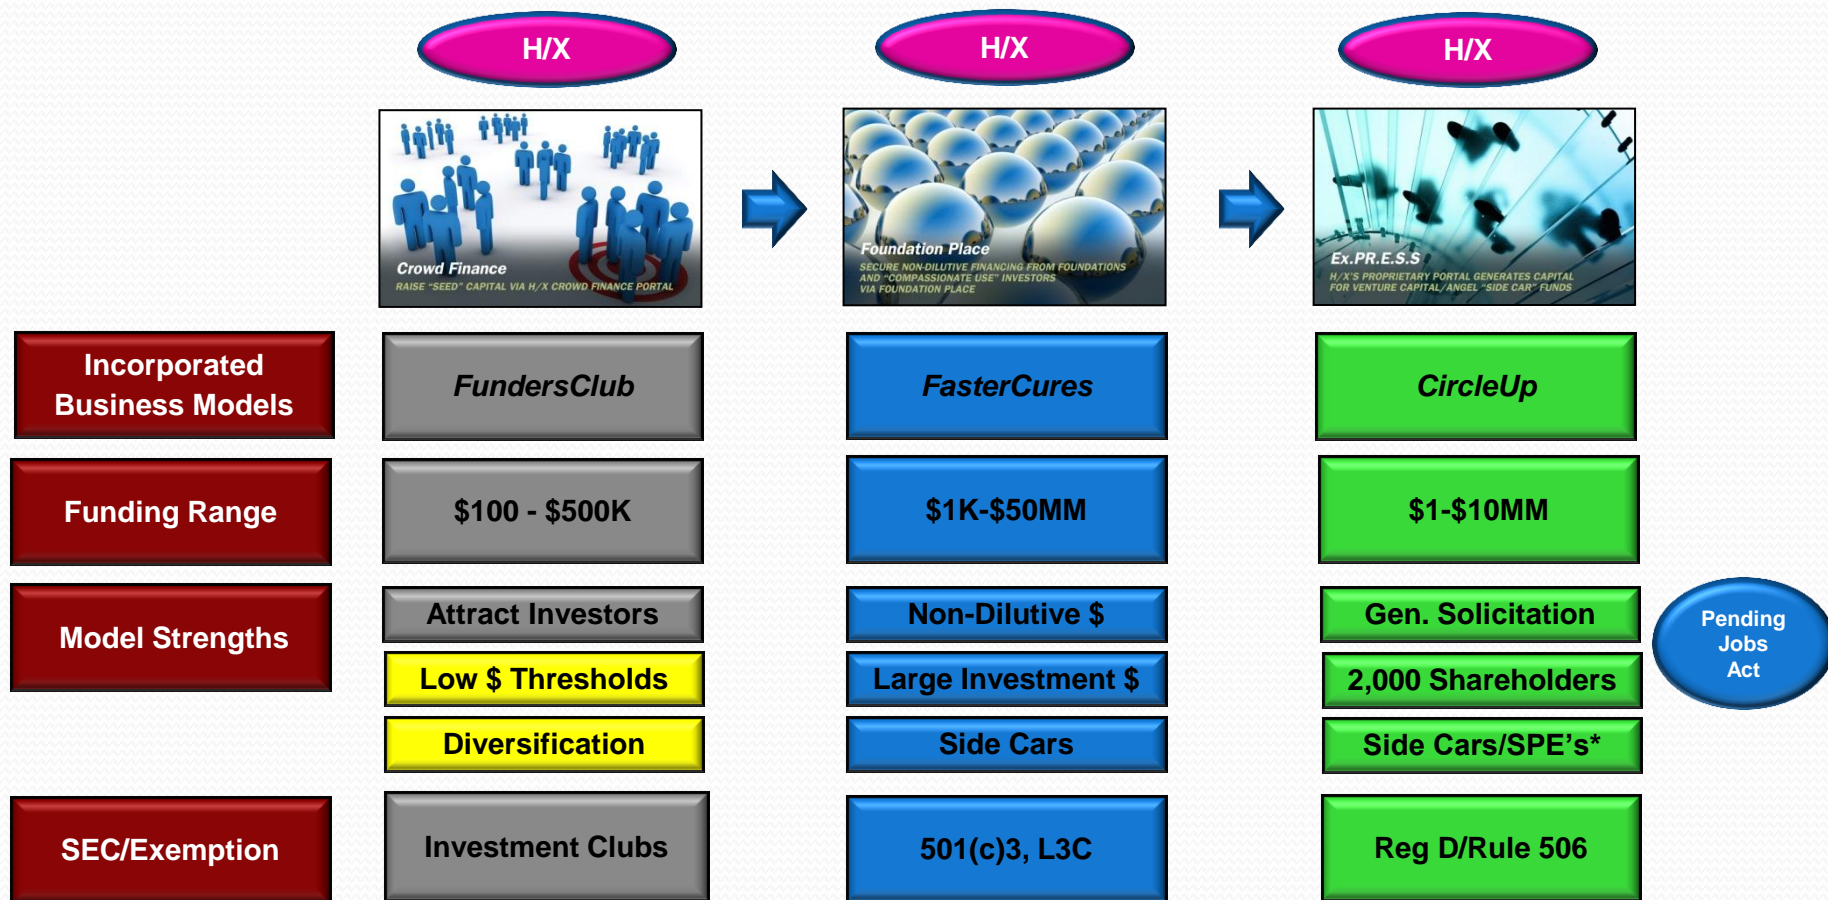 H/X
H/X
H/X
Crowd Finance
RAISE "SEED" CAPITAL VIA H/X CROWD FINANCE PORTAL
Foundation Place
SECURE NON-DILUTIVE FINANCING FROM FOUNDATIONS
AND "COMPASSIONATE USE" INVESTORS
VIA FOUNDATION PLACE
Ex.PR.E.S.S
H/X'S PROPRIETARY PORTAL GENERATES CAPITAL
FOR VENTURE CAPITAL/ANGEL "SIDE CAR" FUNDS
Incorporated
Business Models
FundersClub
FasterCures
CircleUp
Funding Range
$100 - $500K
$1K-$50MM
$1-$10MM
Model Strengths
Attract Investors
Non-Dilutive $
Gen. Solicitation
Low $ Thresholds
Large Investment $
2,000 Shareholders
Diversification
Side Cars
Side Cars/SPE's*
Pending
Jobs
Act
SEC/Exemption
Investment Clubs
501(c)3, L3C
Reg D/Rule 506